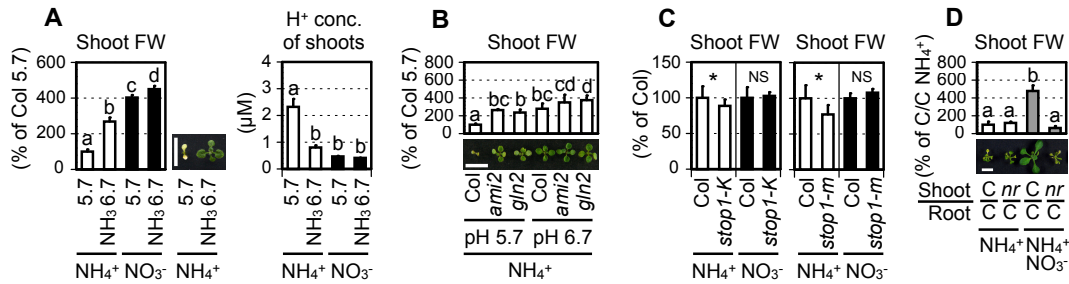 A
Shoot FW
(% of Col 5.7)
600
400
200
0
a
b
c
d
5.7
NH₃ 6.7
5.7
NH₃ 6.7
NH₄⁺
NO₃⁻
5.7
NH₃ 6.7
NH₄⁺
H⁺ conc.
of shoots
(µM)
4
3
2
1
0
a
b
b
b
5.7
NH₃ 6.7
5.7
NH₃ 6.7
NH₄⁺
NO₃⁻
B
Shoot FW
(% of Col 5.7)
800
600
400
200
0
a
bc
b
bc
cd
d
Col
ami2
gln2
Col
ami2
gln2
pH 5.7
pH 6.7
NH₄⁺
C
Shoot FW
(% of Col)
150
100
50
0
*
NS
Col
stop1-K
Col
stop1-K
NH₄⁺
NO₃⁻
*
NS
Col
stop1-m
Col
stop1-m
NH₄⁺
NO₃⁻
D
Shoot FW
(% of C/C NH₄⁺)
800
600
400
200
0
a
a
b
a
Shoot C nr C nr
Root C C C C
NH₄⁺
NH₄⁺
NO₃⁻